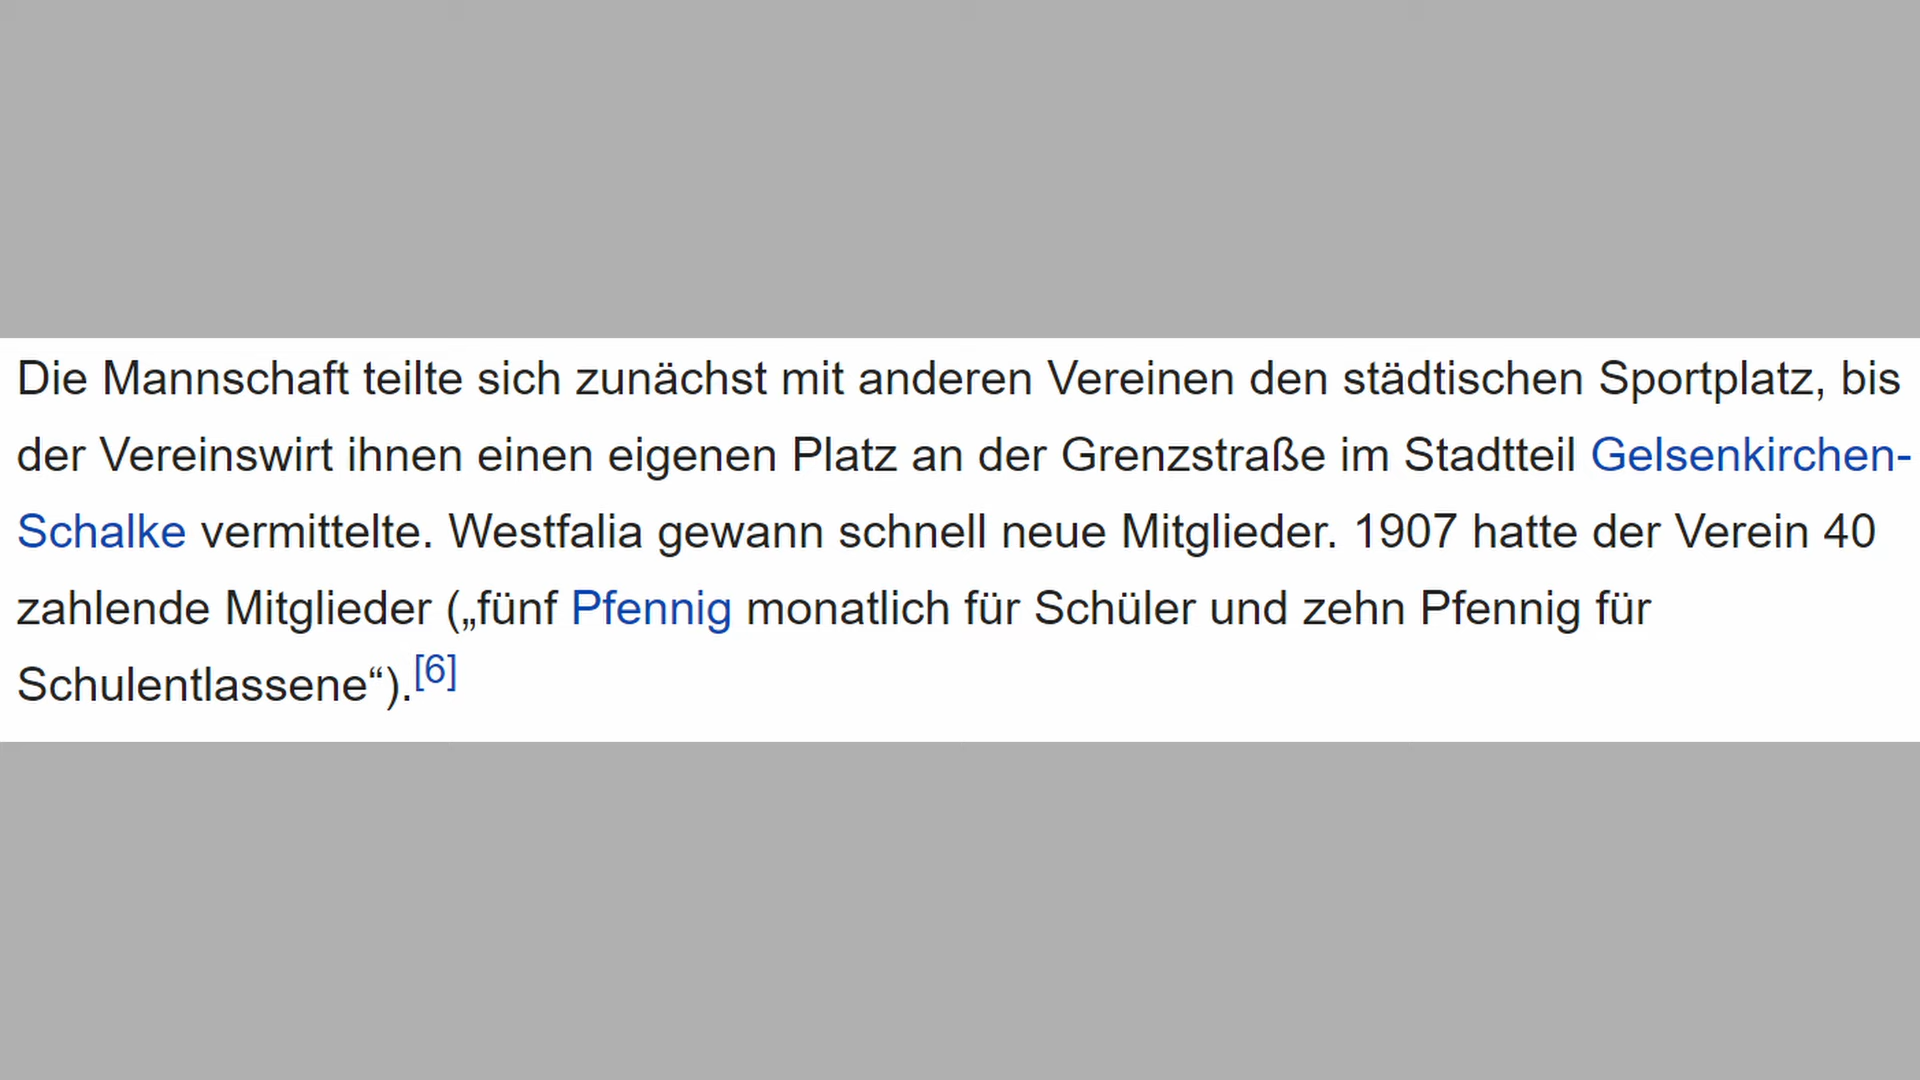 Die Mannschaft teilte sich zunächst mit anderen Vereinen den städtischen Sportplatz, bis
der Vereinswirt ihnen einen eigenen Platz an der Grenzstraße im Stadtteil Gelsenkirchen-
Schalke vermittelte. Westfalia gewann schnell neue Mitglieder. 1907 hatte der Verein 40
zahlende Mitglieder („fünf Pfennig monatlich für Schüler und zehn Pfennig für
Schulentlassene“).[6]